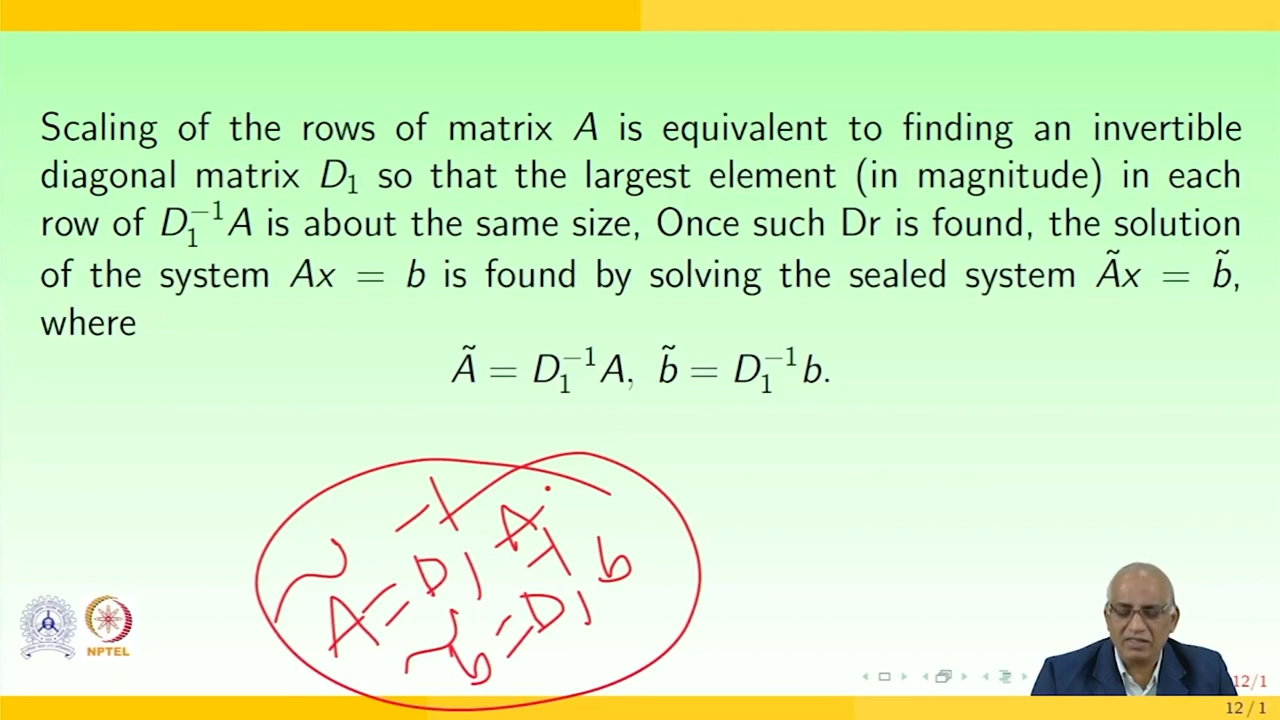 Scaling of the rows of matrix A is equivalent to finding an invertible
diagonal matrix D₁ so that the largest element (in magnitude) in each
row of D₁⁻¹A is about the same size, Once such Dr is found, the solution
of the system Ax = b is found by solving the sealed system Ãx = b̃,
where
Ã = D₁⁻¹A, b̃ = D₁⁻¹b.
Ã = D₁⁻¹ A
b̃ = D₁⁻¹ b
NPTEL
12/1
12 / 1